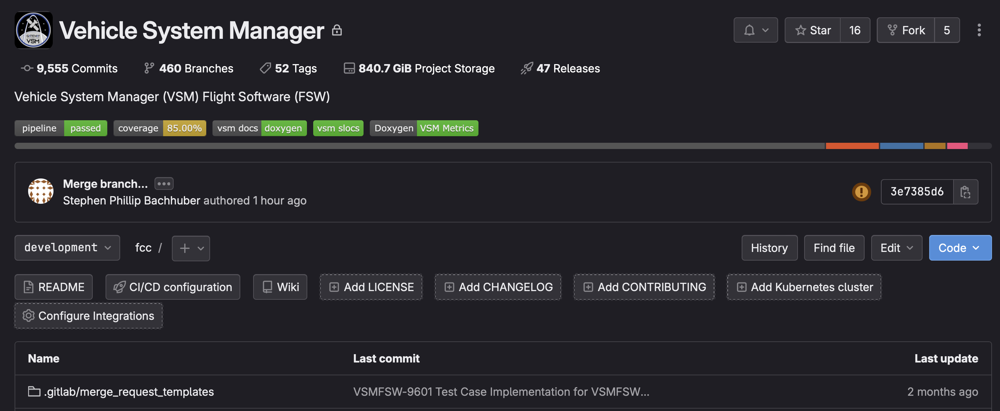 GATEWAY
VSM
Vehicle System Manager
Star 16
Fork 5
9,555 Commits
460 Branches
52 Tags
840.7 GiB Project Storage
47 Releases
Vehicle System Manager (VSM) Flight Software (FSW)
pipeline passed
coverage 85.00%
vsm docs doxygen
vsm slocs
Doxygen VSM Metrics
Merge branch...
Stephen Phillip Bachhuber authored 1 hour ago
3e7385d6
development
fcc /
History
Find file
Edit
Code
README
CI/CD configuration
Wiki
Add LICENSE
Add CHANGELOG
Add CONTRIBUTING
Add Kubernetes cluster
Configure Integrations
Name Last commit Last update
.gitlab/merge_request_templates VSMFSW-9601 Test Case Implementation for VSMFSW... 2 months ago